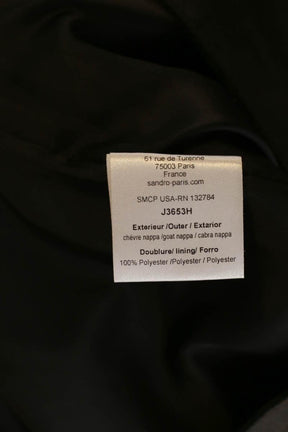 61 rue de Turenne
75003 Paris
France
sandro-paris.com
SMCP USA-RN 132784
J3653H
Exterieur /Outer / Extarior
chèvre nappa /goat nappa / cabra nappa
Doublure/ lining/ Forro
100% Polyester /Polyester / Polyester